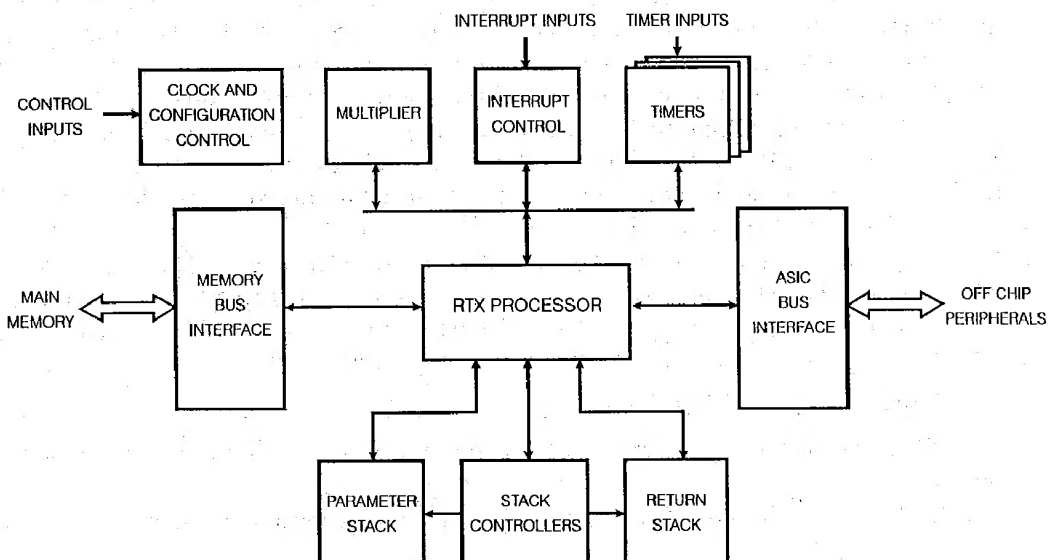 INTERRUPT INPUTS
TIMER INPUTS
CONTROL
INPUTS
CLOCK AND
CONFIGURATION
CONTROL
MULTIPLIER
INTERRUPT
CONTROL
TIMERS
MAIN
MEMORY
MEMORY
BUS
INTERFACE
RTX PROCESSOR
ASIC
BUS
INTERFACE
OFF CHIP
PERIPHERALS
PARAMETER
STACK
STACK
CONTROLLERS
RETURN
STACK